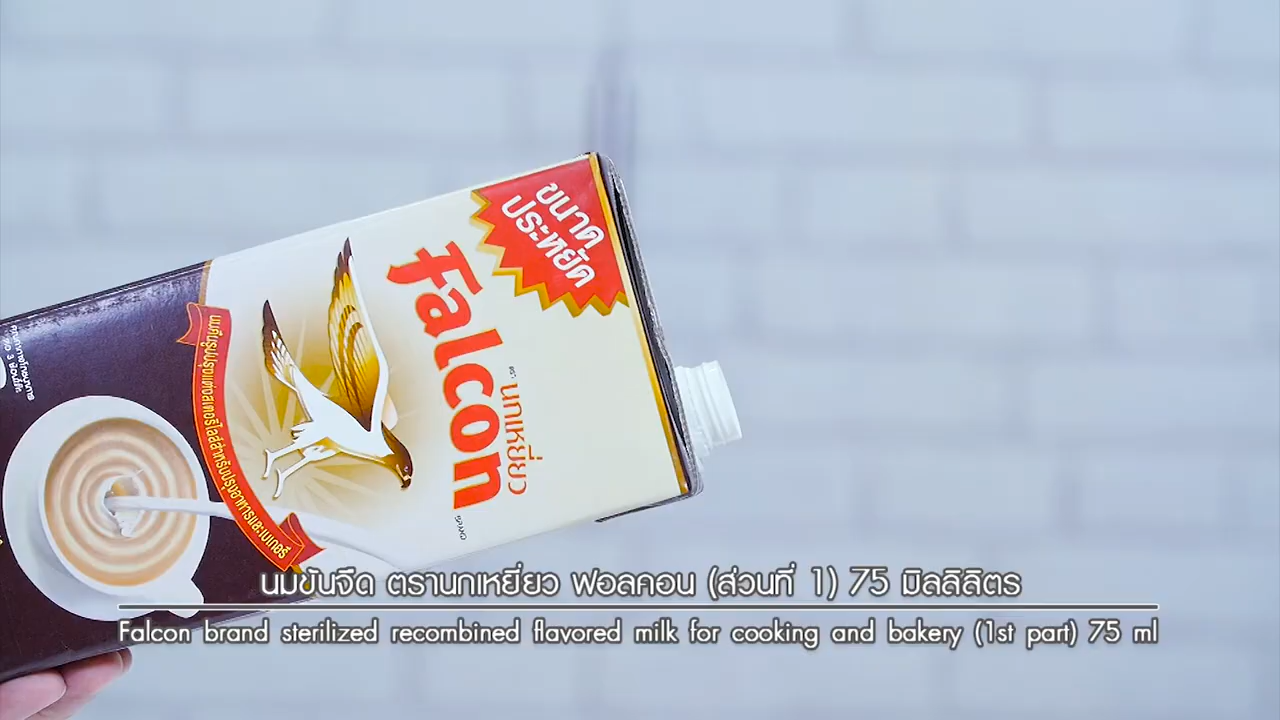 ขนาด
ประหยัด
falcon
นกเหยี่ยว
BRAND
นมขันจืด ตรานกเหยี่ยว ฟอลคอน (ส่วนที่ 1) 75 มิลลิลิตร
Falcon brand sterilized recombined flavored milk for cooking and bakery (1st part) 75 ml